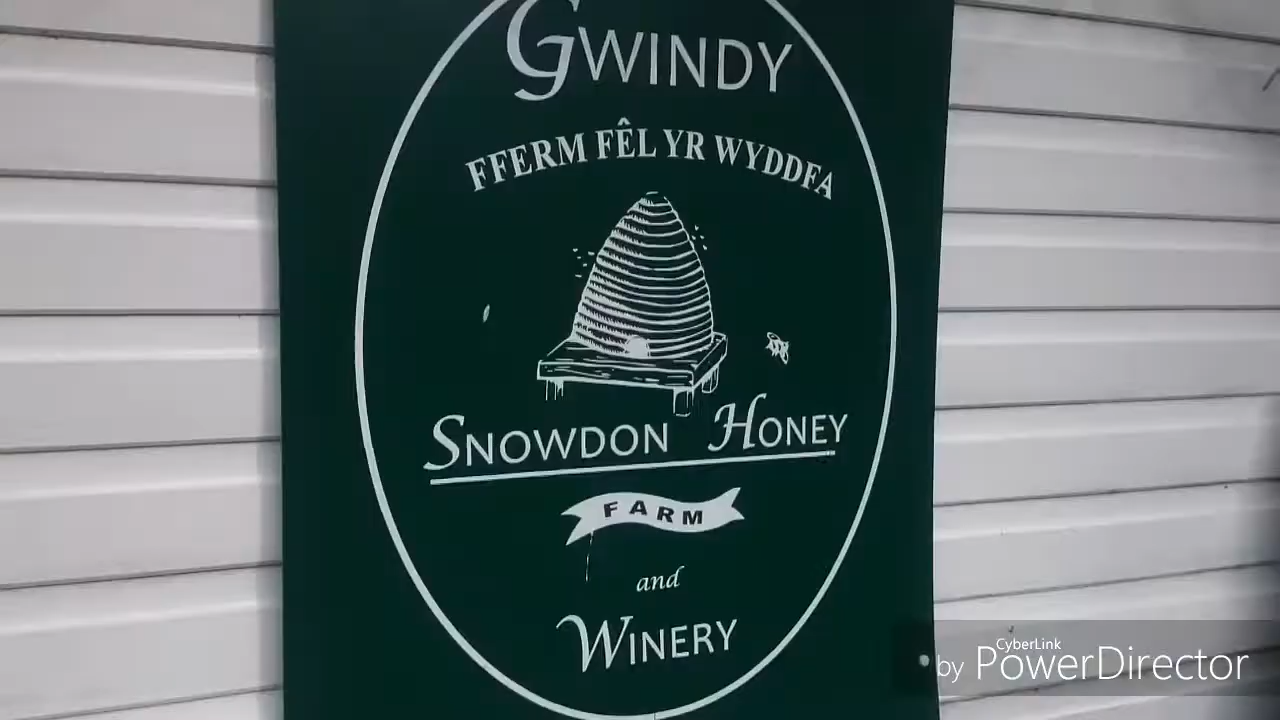 GWINDY
FFERM FÊL YR WYDDFA
SNOWDON HONEY
FARM
and
WINERY
CyberLink
by PowerDirector